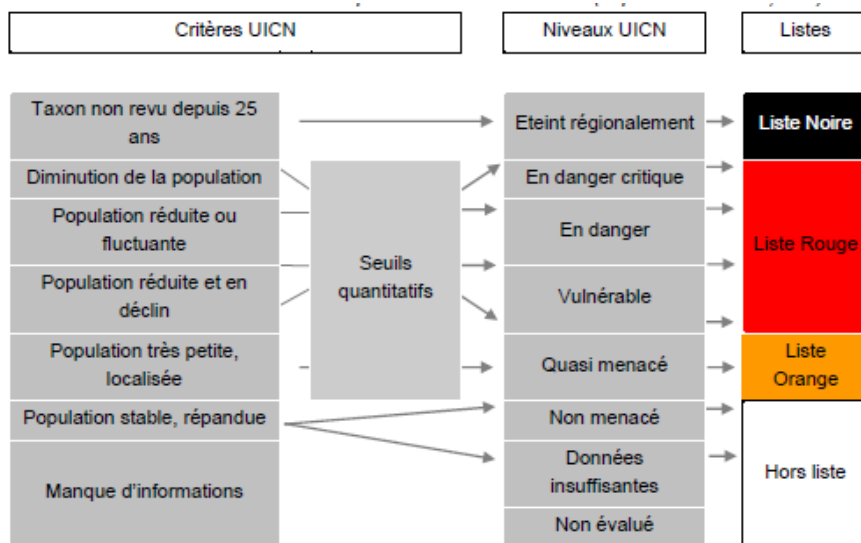 Critères UICN
Niveaux UICN
Listes
Taxon non revu depuis 25
ans
Eteint régionalement
Liste Noire
Diminution de la population
En danger critique
Population réduite ou
fluctuante
En danger
Seuils
quantitatifs
Liste Rouge
Population réduite et en
déclin
Vulnérable
Population très petite,
localisée
Quasi menacé
Liste
Orange
Population stable, répandue
Non menacé
Manque d'informations
Données
insuffisantes
Hors liste
Non évalué